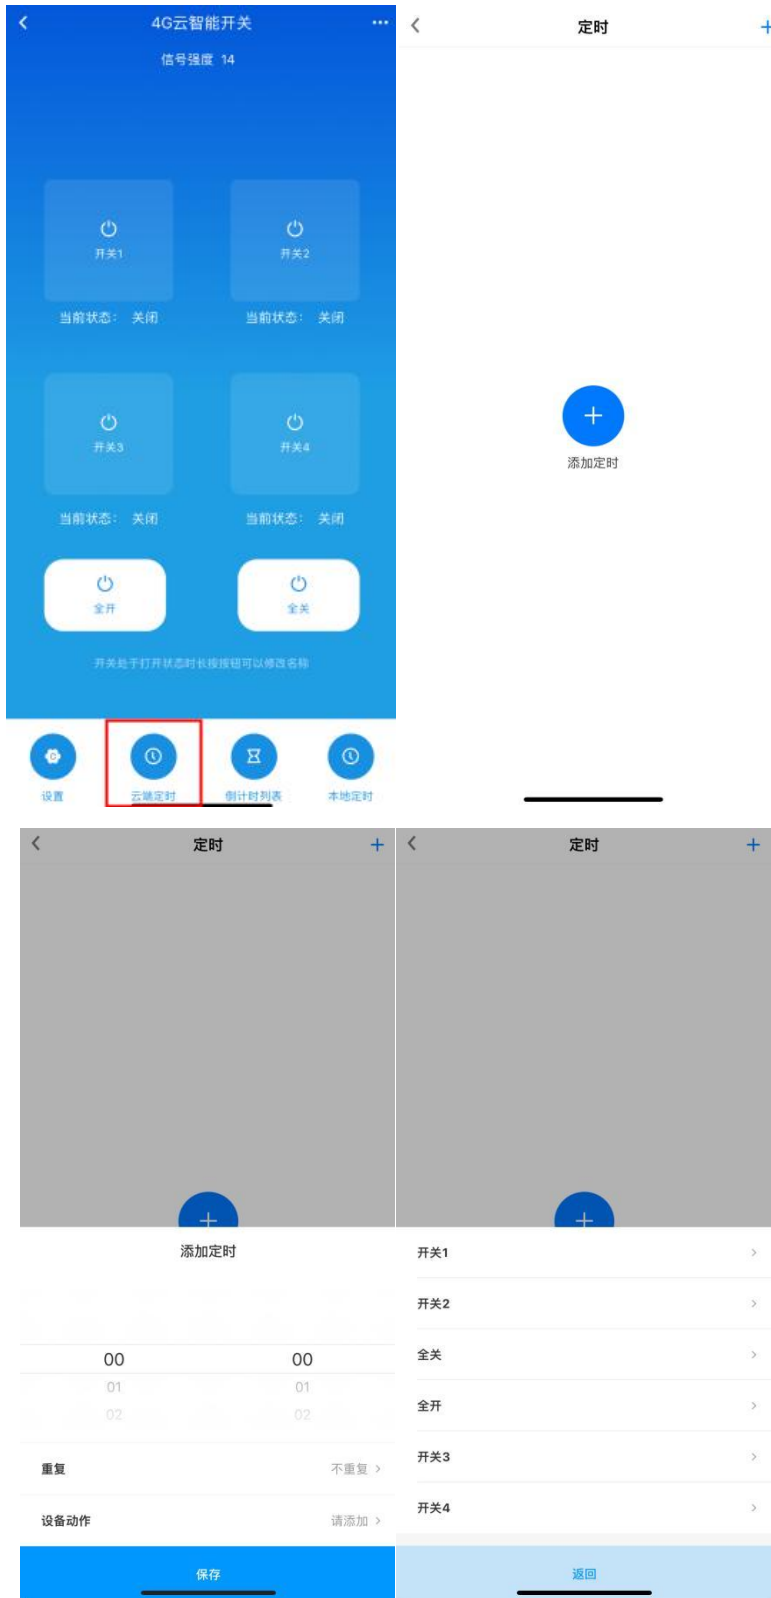 4G云智能开关
信号强度 14
开关1
开关2
当前状态： 关闭
当前状态： 关闭
开关3
开关4
当前状态： 关闭
当前状态： 关闭
全开
全关
开关处于打开状态时长按按钮可以修改名称
设置
云端定时
倒计时列表
本地定时
定时
添加定时
定时
添加定时
00 00
01 01
02 02
重复 不重复
设备动作 请添加
保存
定时
开关1
开关2
全关
全开
开关3
开关4
返回